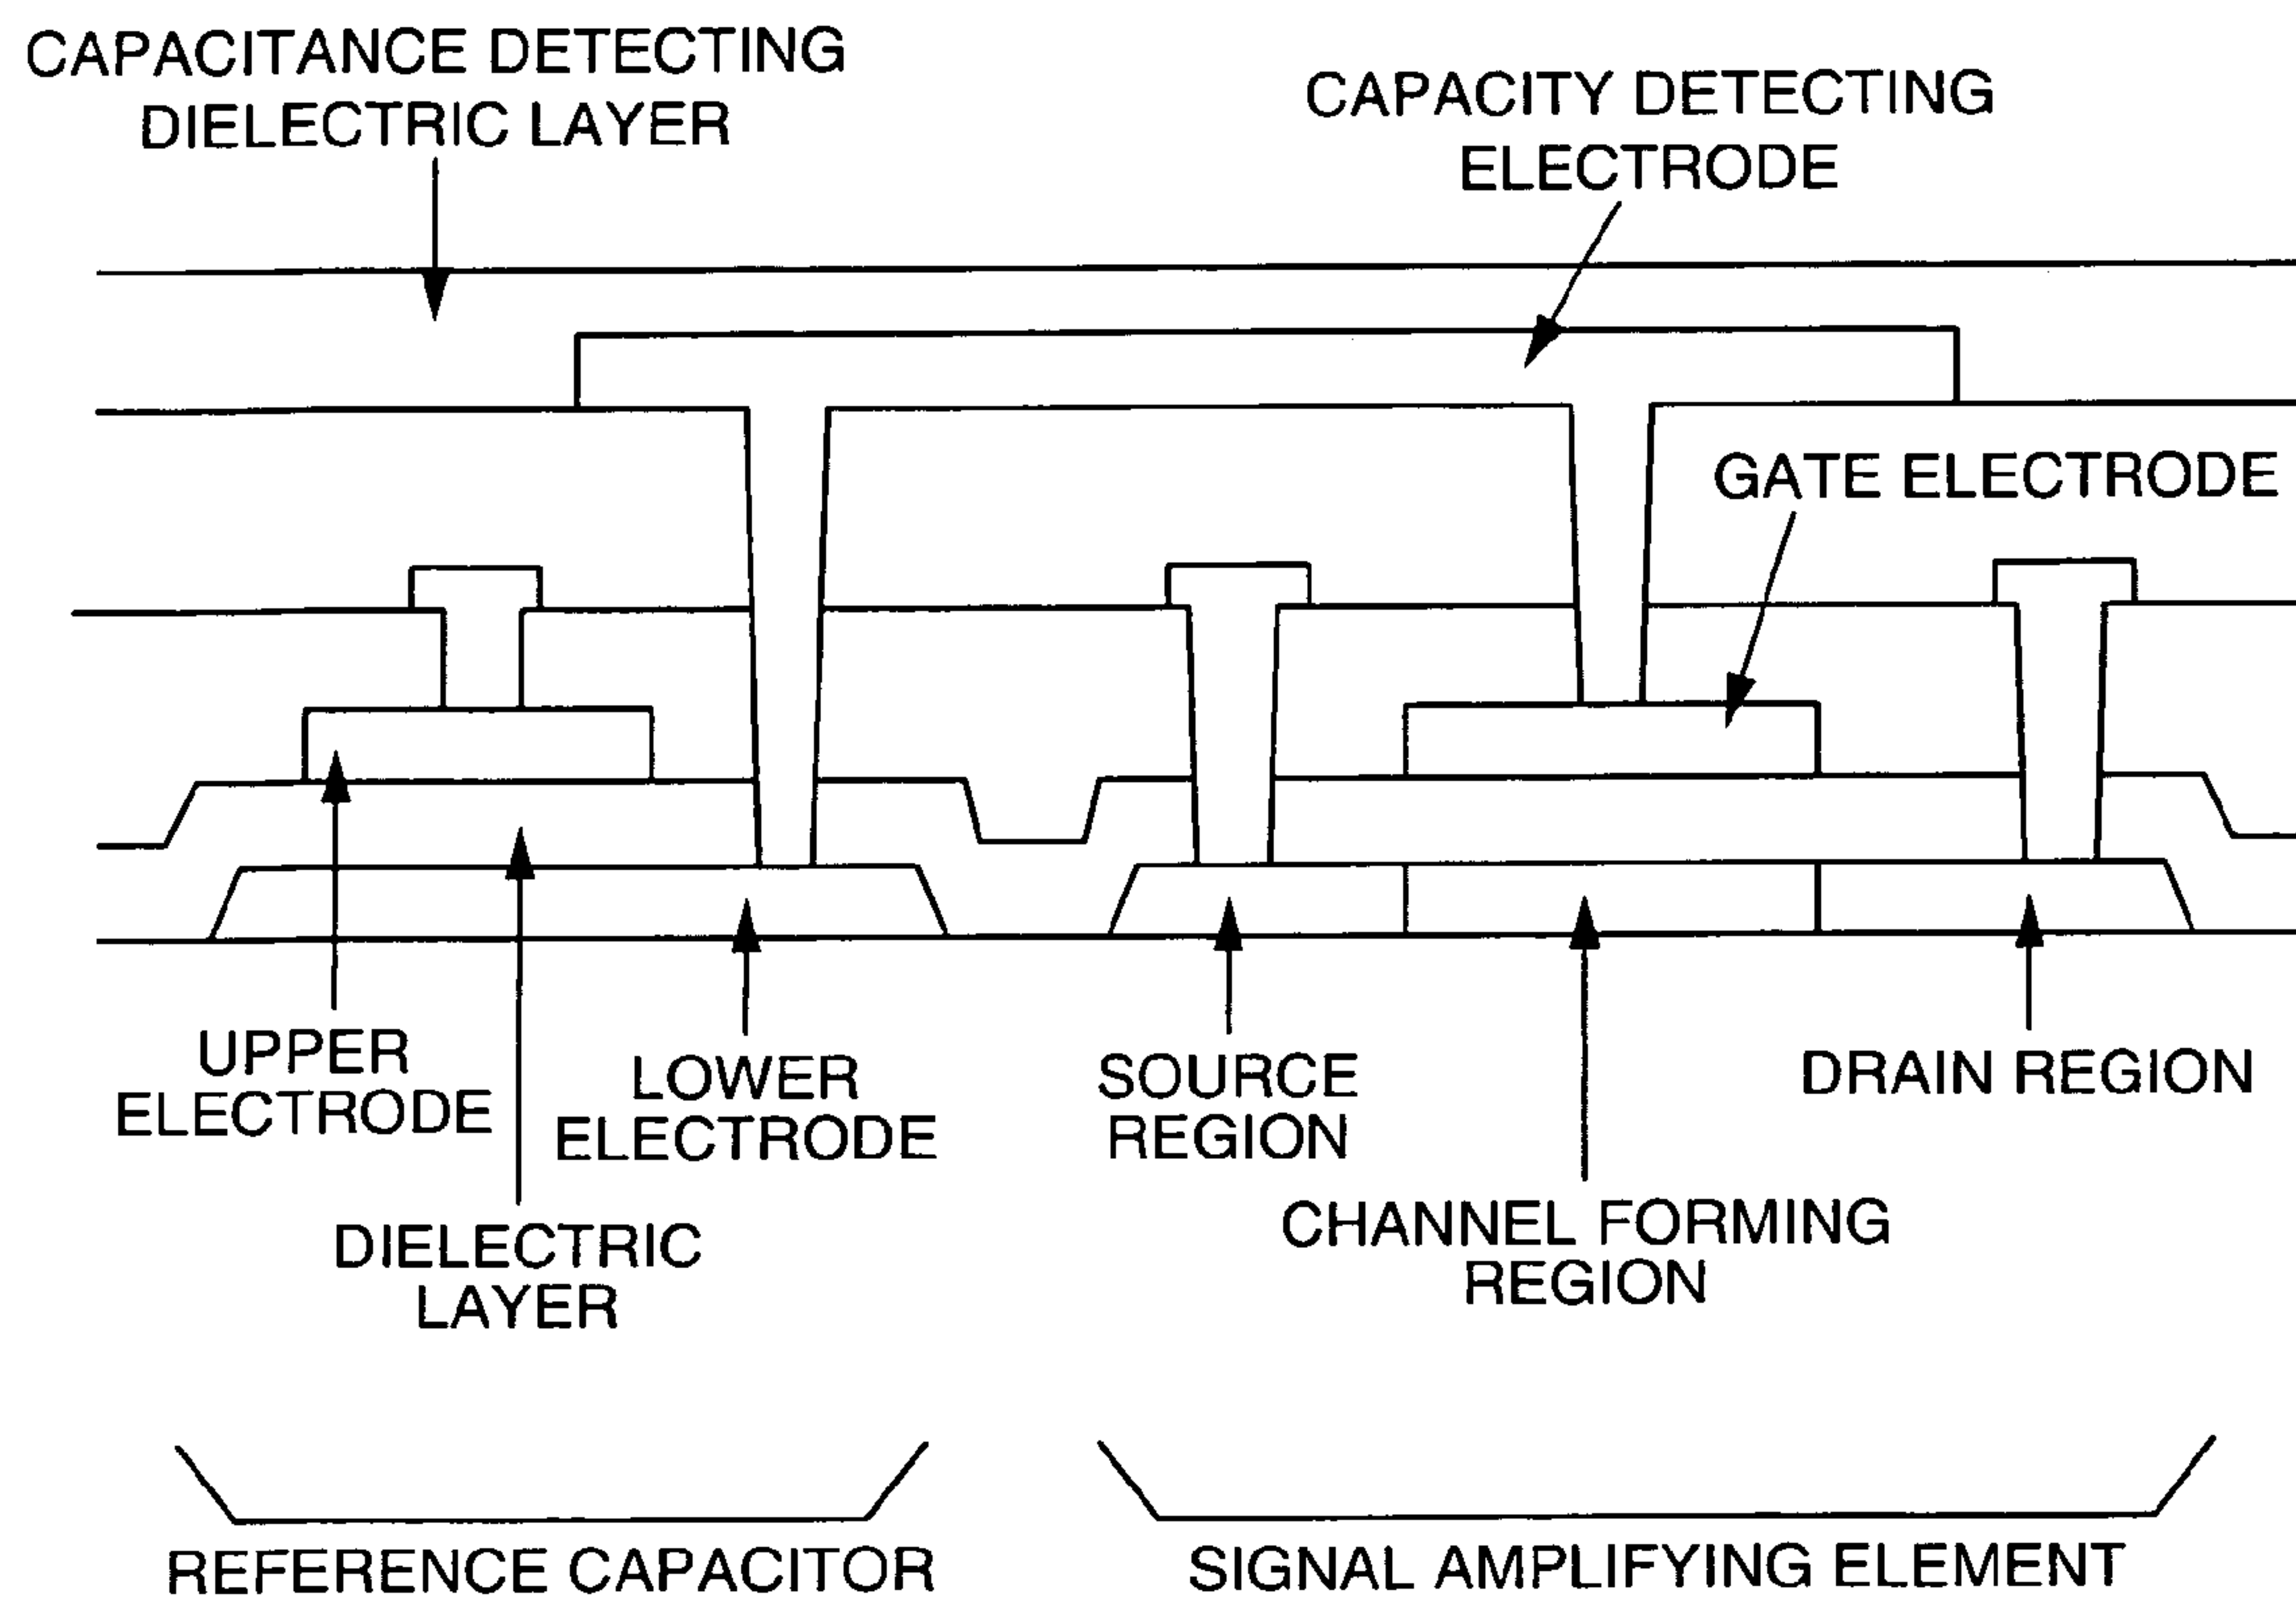 CAPACITANCE DETECTING
DIELECTRIC LAYER
CAPACITY DETECTING
ELECTRODE
GATE ELECTRODE
UPPER
ELECTRODE
LOWER
ELECTRODE
SOURCE
REGION
DRAIN REGION
DIELECTRIC
LAYER
CHANNEL FORMING
REGION
REFERENCE CAPACITOR
SIGNAL AMPLIFYING ELEMENT